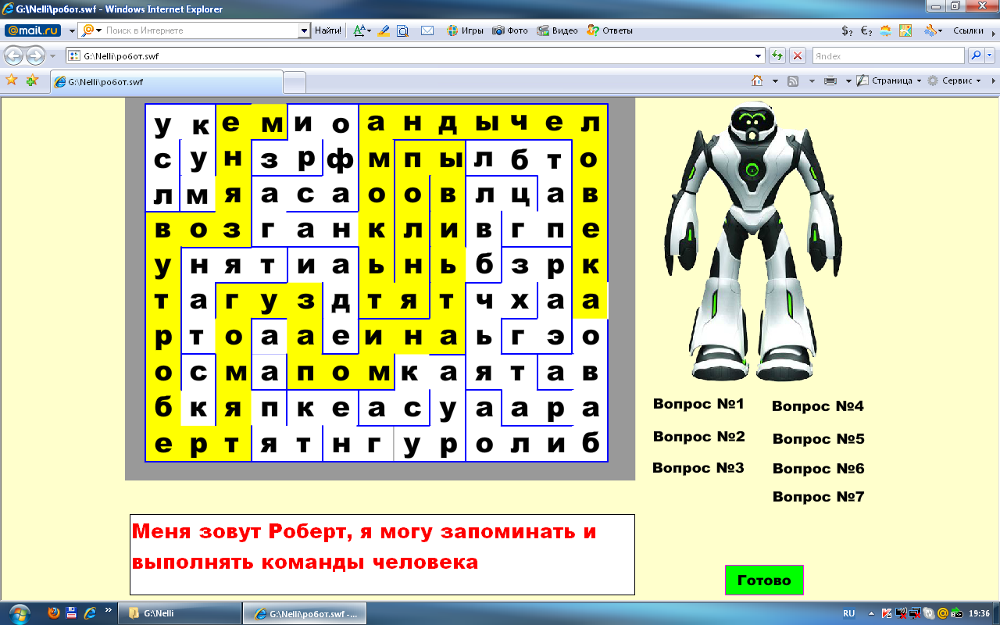 G:\Nelli\робот.swf - Windows Internet Explorer
@mail.ru Поиск в Интернете Найти! Игры Фото Видео Ответы Ссылки
G:\Nelli\робот.swf Яndex
G:\Nelli\робот.swf Страница Сервис
у к е м и о а н д ы ч е л
с у н з р ф м п ы л б т о
л м я а с а о о в л ц а в
в о з г а н к л и в г п е
у н я т и а ь н ь б з р к
т а г у з д т я т ч х а а
р т о а а е и н а ь г э о
о с м а п о м к а я т а в
б к я п к е а с у а а р а
е р т я т н г у р о л и б
Вопрос №1 Вопрос №4
Вопрос №2 Вопрос №5
Вопрос №3 Вопрос №6
Вопрос №7
Меня зовут Роберт, я могу запоминать и
выполнять команды человека
Готово
G:\Nelli G:\Nelli\робот.swf -... RU 19:36